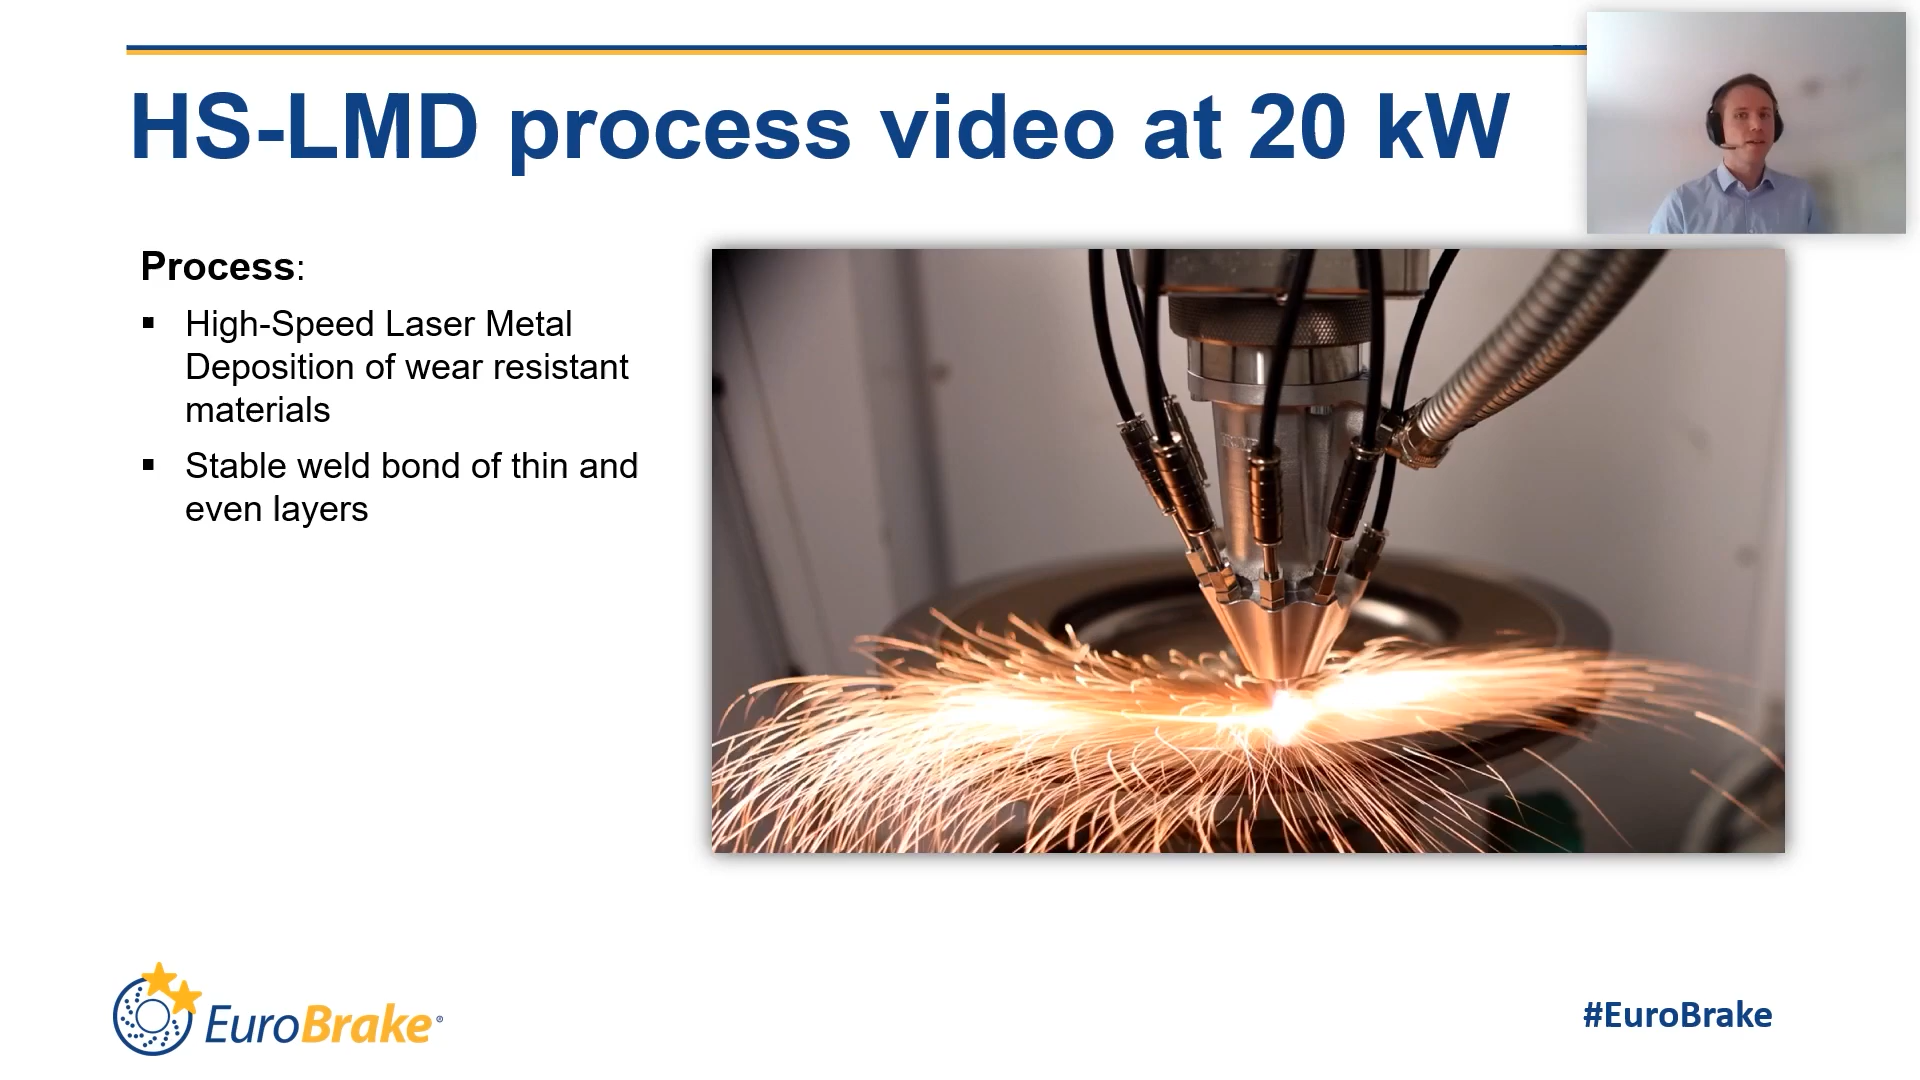 HS-LMD process video at 20 kW
Process:
▪ High-Speed Laser Metal
Deposition of wear resistant
materials
▪ Stable weld bond of thin and
even layers
EuroBrake®
#EuroBrake